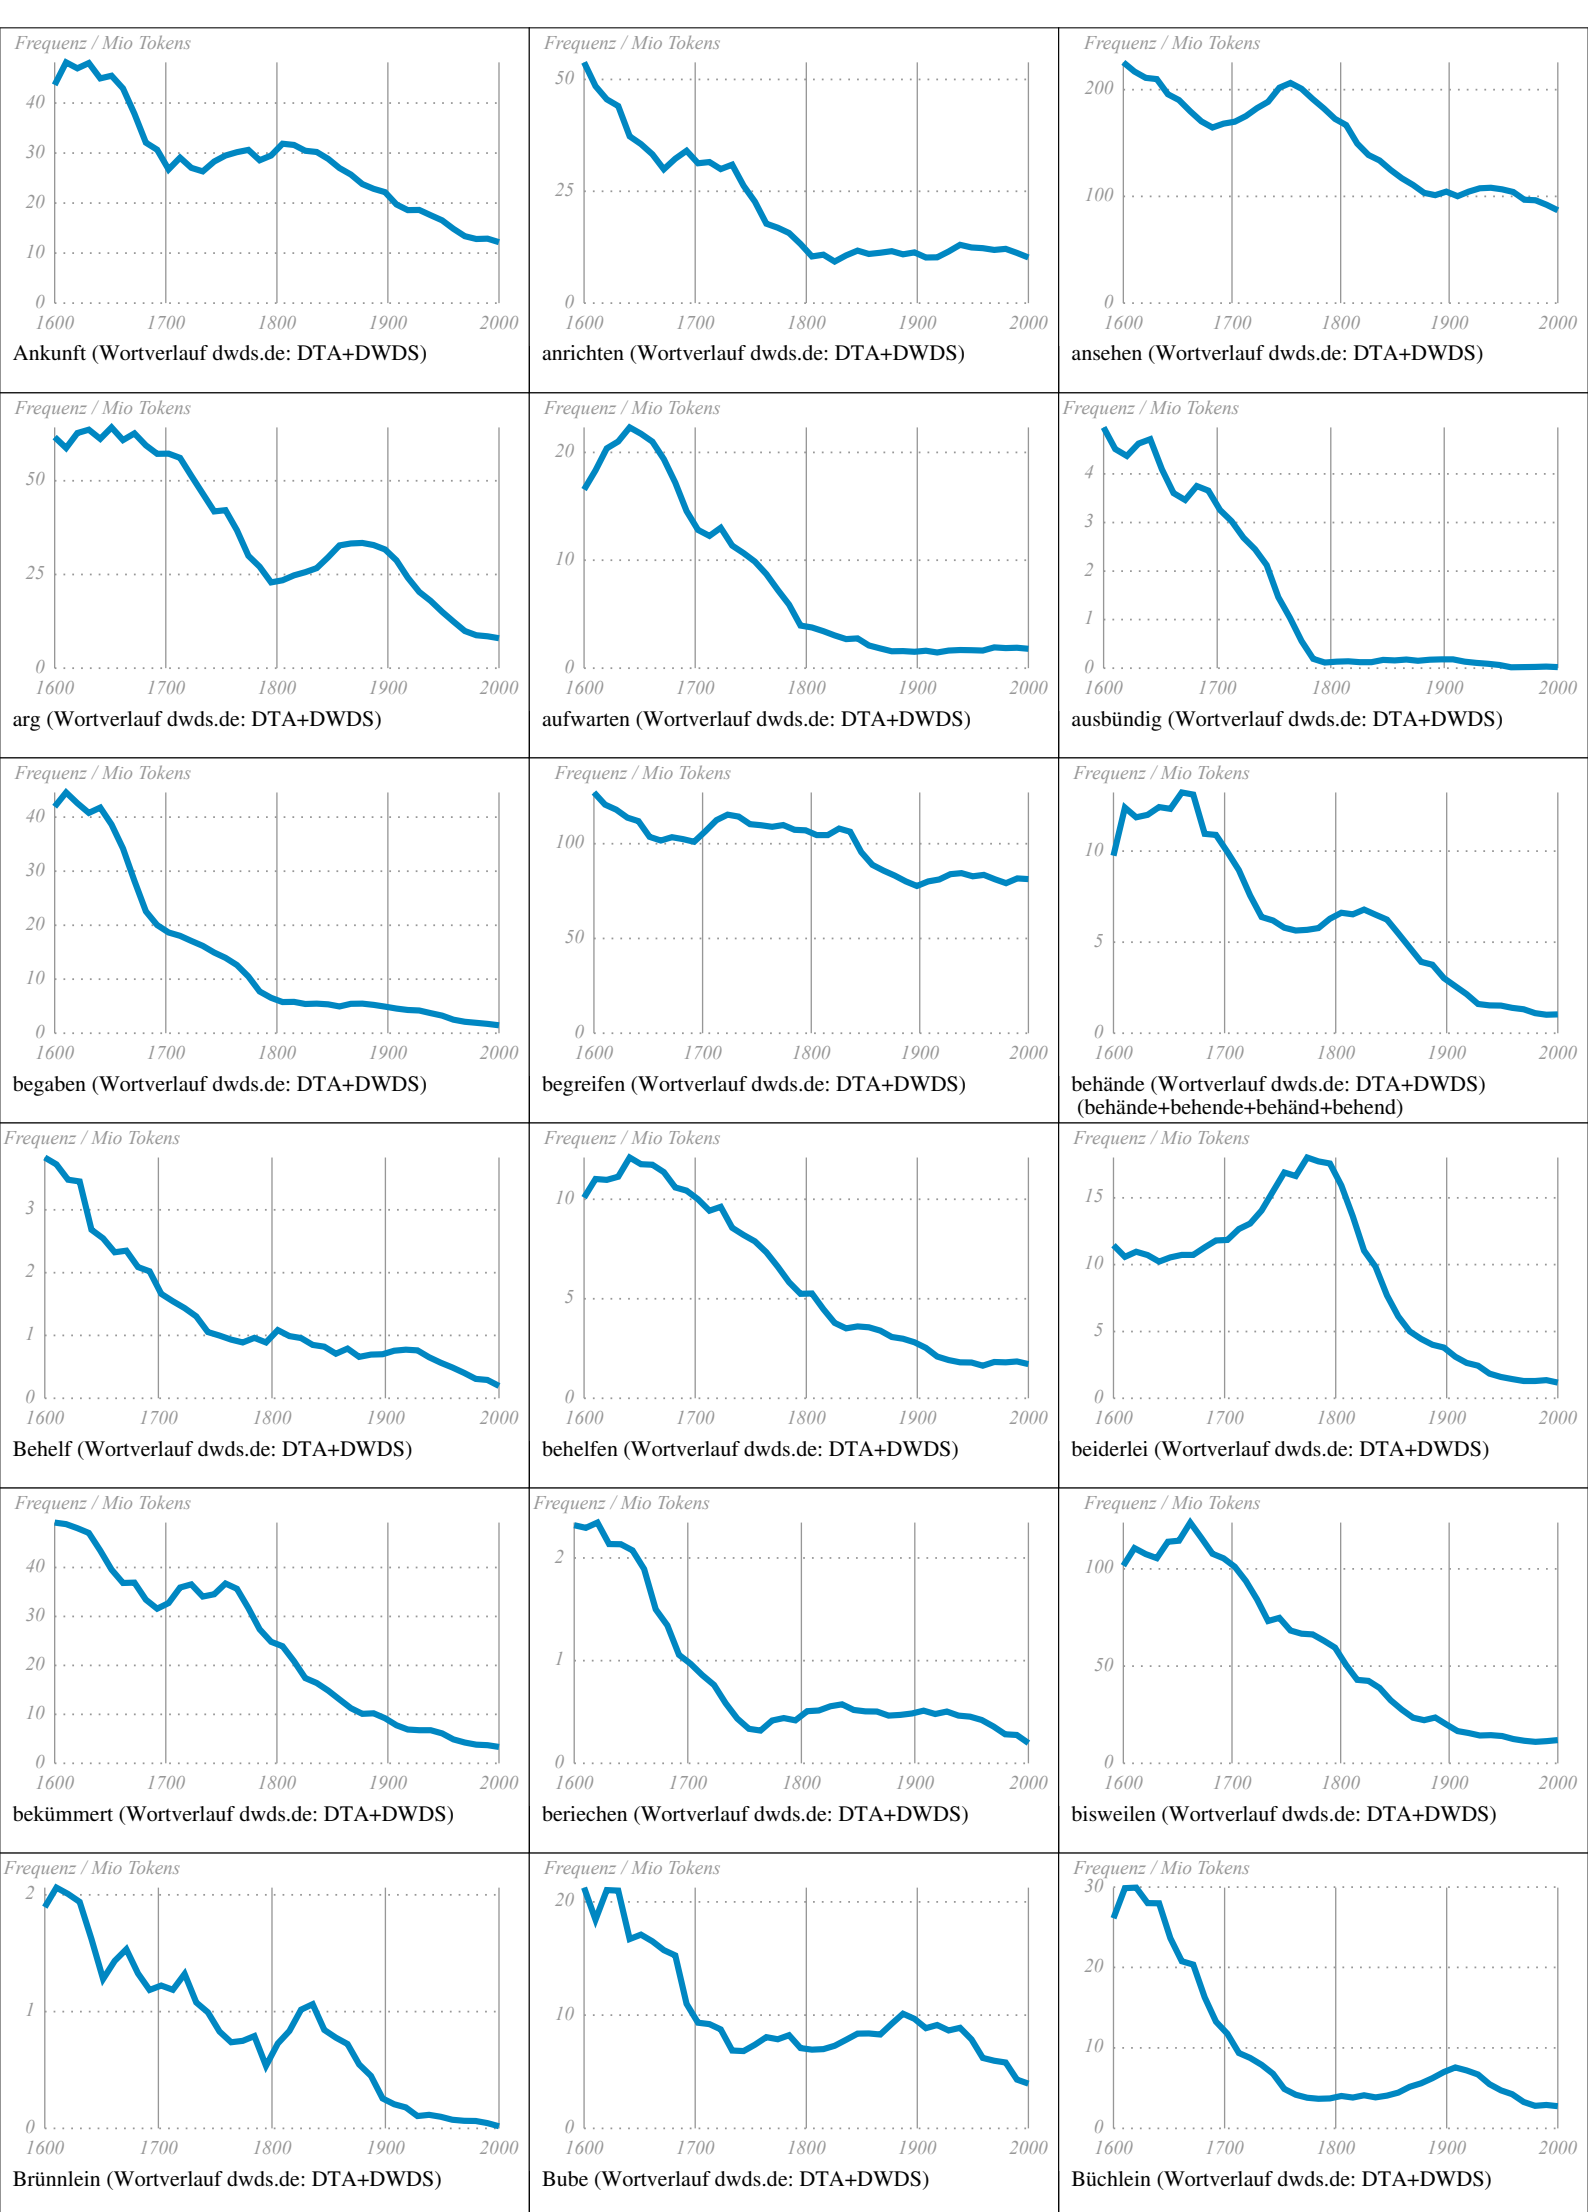 Frequenz / Mio Tokens
40
30
20
10
0
1600 1700 1800 1900 2000
Ankunft (Wortverlauf dwds.de: DTA+DWDS)
Frequenz / Mio Tokens
50
25
0
1600 1700 1800 1900 2000
anrichten (Wortverlauf dwds.de: DTA+DWDS)
Frequenz / Mio Tokens
200
100
0
1600 1700 1800 1900 2000
ansehen (Wortverlauf dwds.de: DTA+DWDS)
Frequenz / Mio Tokens
50
25
0
1600 1700 1800 1900 2000
arg (Wortverlauf dwds.de: DTA+DWDS)
Frequenz / Mio Tokens
20
10
0
1600 1700 1800 1900 2000
aufwarten (Wortverlauf dwds.de: DTA+DWDS)
Frequenz / Mio Tokens
4
3
2
1
0
1600 1700 1800 1900 2000
ausbündig (Wortverlauf dwds.de: DTA+DWDS)
Frequenz / Mio Tokens
40
30
20
10
0
1600 1700 1800 1900 2000
begaben (Wortverlauf dwds.de: DTA+DWDS)
Frequenz / Mio Tokens
100
50
0
1600 1700 1800 1900 2000
begreifen (Wortverlauf dwds.de: DTA+DWDS)
Frequenz / Mio Tokens
10
5
0
1600 1700 1800 1900 2000
behände (Wortverlauf dwds.de: DTA+DWDS)
(behände+behende+behänd+behend)
Frequenz / Mio Tokens
3
2
1
0
1600 1700 1800 1900 2000
Behelf (Wortverlauf dwds.de: DTA+DWDS)
Frequenz / Mio Tokens
10
5
0
1600 1700 1800 1900 2000
behelfen (Wortverlauf dwds.de: DTA+DWDS)
Frequenz / Mio Tokens
15
10
5
0
1600 1700 1800 1900 2000
beiderlei (Wortverlauf dwds.de: DTA+DWDS)
Frequenz / Mio Tokens
40
30
20
10
0
1600 1700 1800 1900 2000
bekümmert (Wortverlauf dwds.de: DTA+DWDS)
Frequenz / Mio Tokens
2
1
0
1600 1700 1800 1900 2000
beriechen (Wortverlauf dwds.de: DTA+DWDS)
Frequenz / Mio Tokens
100
50
0
1600 1700 1800 1900 2000
bisweilen (Wortverlauf dwds.de: DTA+DWDS)
Frequenz / Mio Tokens
2
1
0
1600 1700 1800 1900 2000
Brünnlein (Wortverlauf dwds.de: DTA+DWDS)
Frequenz / Mio Tokens
20
10
0
1600 1700 1800 1900 2000
Bube (Wortverlauf dwds.de: DTA+DWDS)
Frequenz / Mio Tokens
30
20
10
0
1600 1700 1800 1900 2000
Büchlein (Wortverlauf dwds.de: DTA+DWDS)